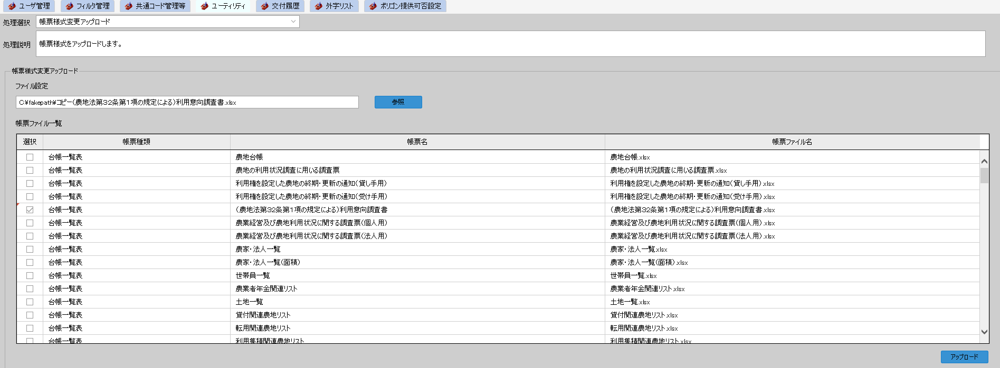 ユーザ管理 フィルタ管理 共通コード管理等 ユーティリティ 交付履歴 外字リスト ポリゴン提供可否設定
処理選択 帳票様式変更アップロード
処理説明 帳票様式をアップロードします。
帳票様式変更アップロード
ファイル設定
C:¥fakepath¥コピー(農地法第32条第1項の規定による)利用意向調査書.xlsx 参照
帳票ファイル一覧
選択 帳票種類 帳票名 帳票ファイル名
台帳一覧表 農地台帳 農地台帳.xlsx
台帳一覧表 農地の利用状況調査に用いる調査票 農地の利用状況調査に用いる調査票.xlsx
台帳一覧表 利用権を設定した農地の終期・更新の通知(貸し手用) 利用権を設定した農地の終期・更新の通知(貸し手用).xlsx
台帳一覧表 利用権を設定した農地の終期・更新の通知(受け手用) 利用権を設定した農地の終期・更新の通知(受け手用).xlsx
台帳一覧表 (農地法第32条第1項の規定による)利用意向調査書 (農地法第32条第1項の規定による)利用意向調査書.xlsx
台帳一覧表 農業経営及び農地利用状況に関する調査票(個人用) 農業経営及び農地利用状況に関する調査票(個人用).xlsx
台帳一覧表 農業経営及び農地利用状況に関する調査票(法人用) 農業経営及び農地利用状況に関する調査票(法人用).xlsx
台帳一覧表 農家・法人一覧 農家・法人一覧.xlsx
台帳一覧表 農家・法人一覧(面積) 農家・法人一覧(面積).xlsx
台帳一覧表 世帯員一覧 世帯員一覧.xlsx
台帳一覧表 農業者年金関連リスト 農業者年金関連リスト.xlsx
台帳一覧表 土地一覧 土地一覧.xlsx
台帳一覧表 貸付関連農地リスト 貸付関連農地リスト.xlsx
台帳一覧表 転用関連農地リスト 転用関連農地リスト.xlsx
台帳一覧表 利用集積関連農地リスト 利用集積関連農地リスト.xlsx
アップロード